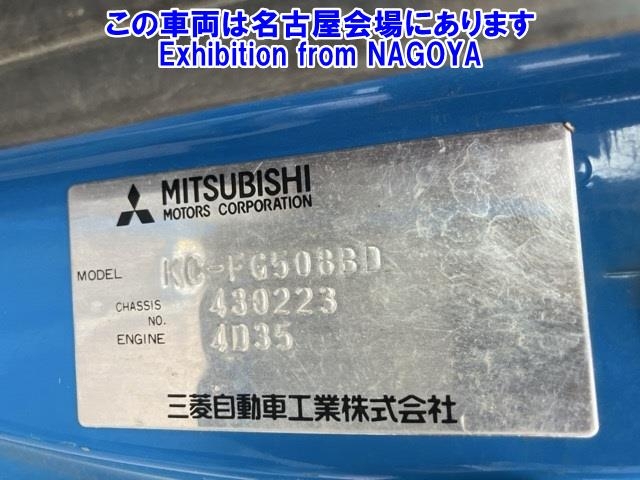 この車両は名古屋会場にあります
Exhibition from NAGOYA
MITSUBISHI
MOTORS CORPORATION
MODEL KC-FG508BD
CHASSIS NO. 430223
ENGINE 4D35
三菱自動車工業株式会社